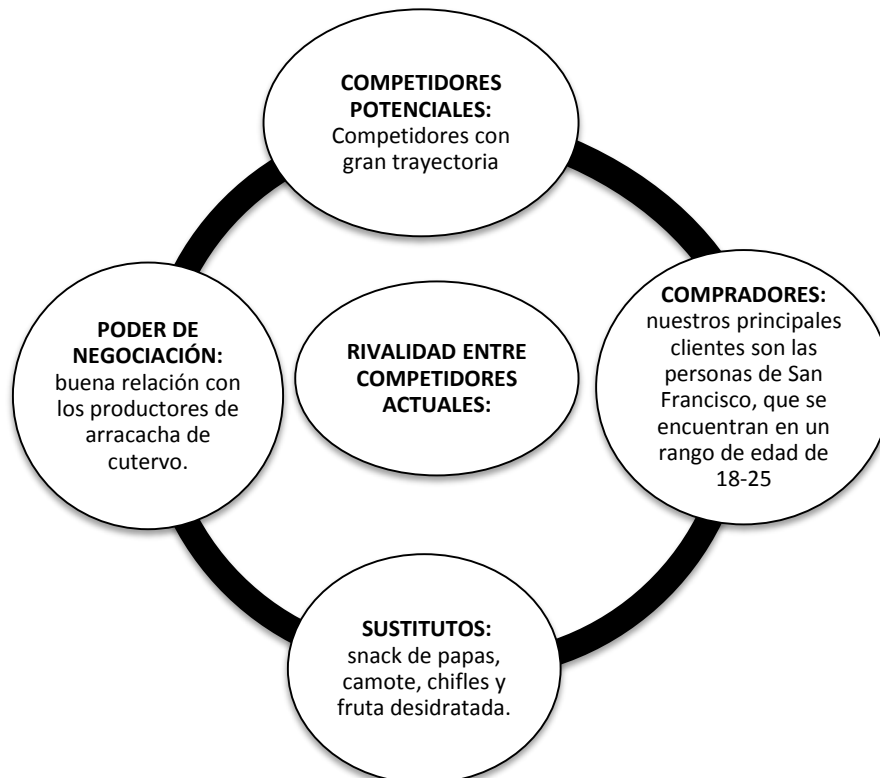 COMPETIDORES
POTENCIALES:
Competidores con
gran trayectoria
PODER DE
NEGOCIACIÓN:
buena relación con
los productores de
arracacha de
cutervo.
RIVALIDAD ENTRE
COMPETIDORES
ACTUALES:
COMPRADORES:
nuestros principales
clientes son las
personas de San
Francisco, que se
encuentran en un
rango de edad de
18-25
SUSTITUTOS:
snack de papas,
camote, chifles y
fruta desidratada.